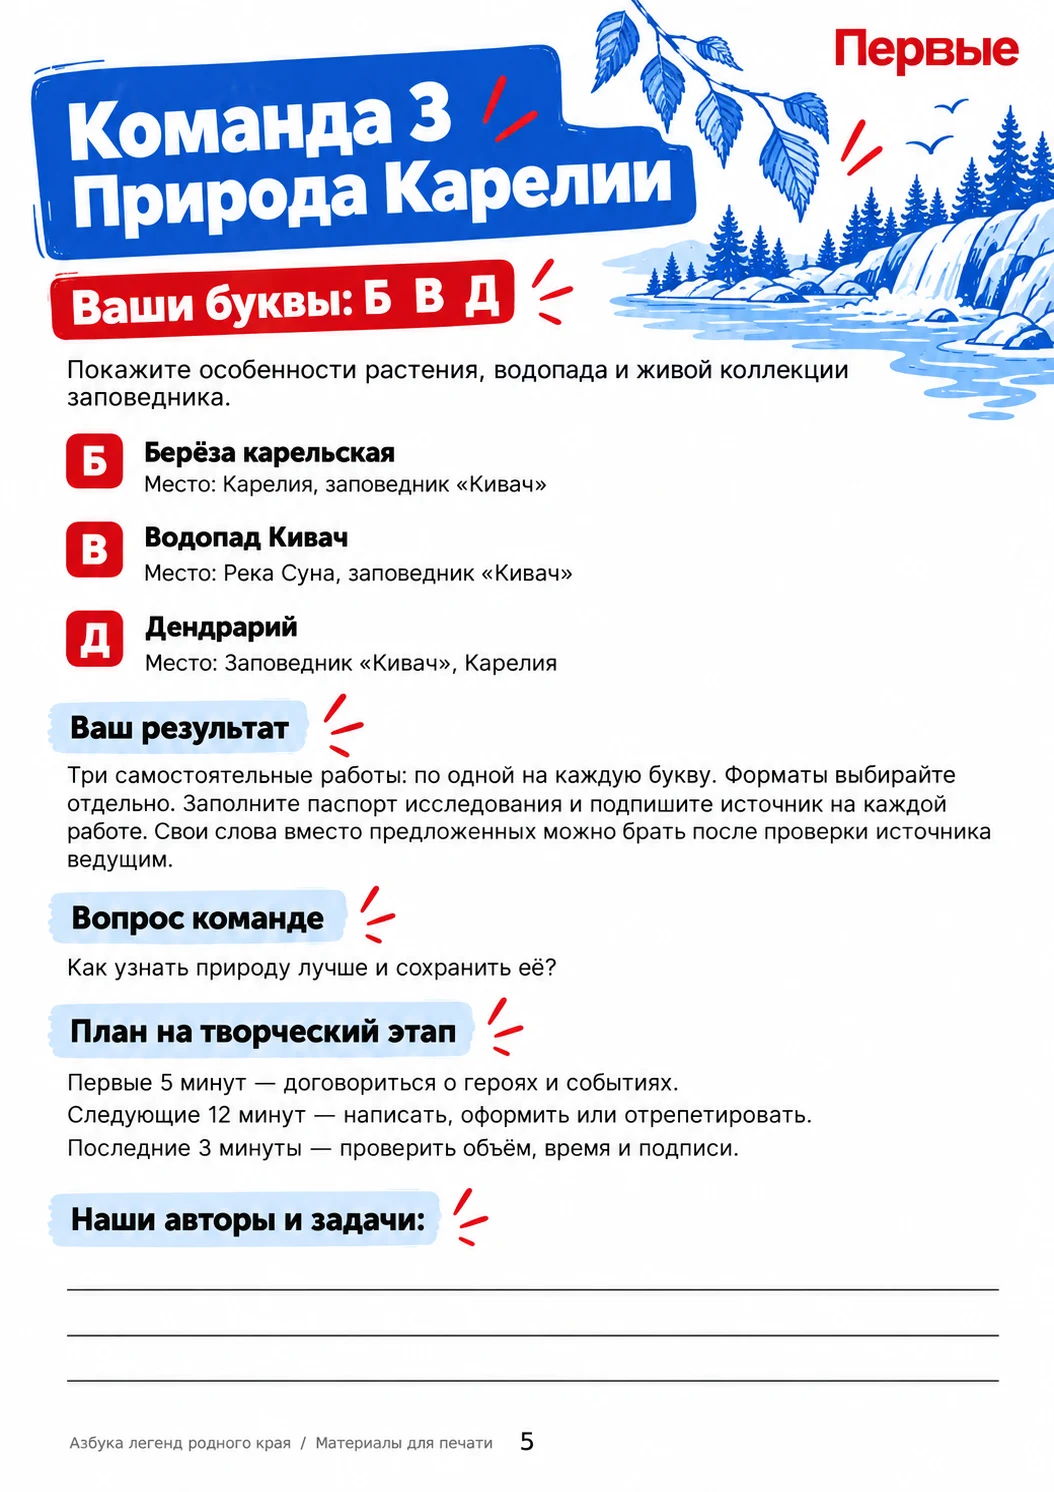 Первые
Команда 3
Природа Карелии
Ваши буквы: Б В Д
Покажите особенности растения, водопада и живой коллекции
заповедника.
Б
Берёза карельская
Место: Карелия, заповедник «Кивач»
В
Водопад Кивач
Место: Река Суна, заповедник «Кивач»
Д
Дендрарий
Место: Заповедник «Кивач», Карелия
Ваш результат
Три самостоятельные работы: по одной на каждую букву. Форматы выбирайте
отдельно. Заполните паспорт исследования и подпишите источник на каждой
работе. Свои слова вместо предложенных можно брать после проверки источника
ведущим.
Вопрос команде
Как узнать природу лучше и сохранить её?
План на творческий этап
Первые 5 минут — договориться о героях и событиях.
Следующие 12 минут — написать, оформить или отрепетировать.
Последние 3 минуты — проверить объём, время и подписи.
Наши авторы и задачи:
Азбука легенд родного края / Материалы для печати 5